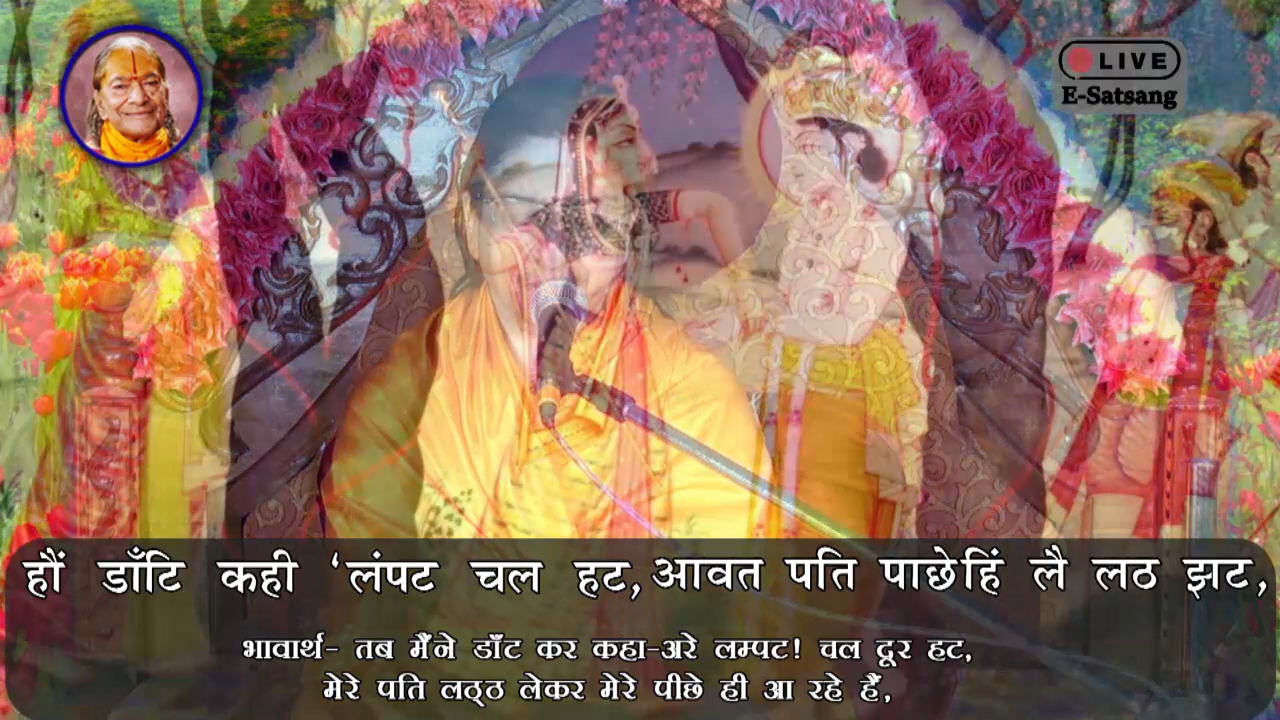 LIVE
E-Satsang
हौं डाँटि कही ‘लंपट चल हट, आवत पति पाछेहिं लै लठ झट,
भावार्थ- तब मैंने डाँट कर कहा-अरे लम्पट! चल दूर हट,
मेरे पति लठ्ठ लेकर मेरे पीछे ही आ रहे हैं,